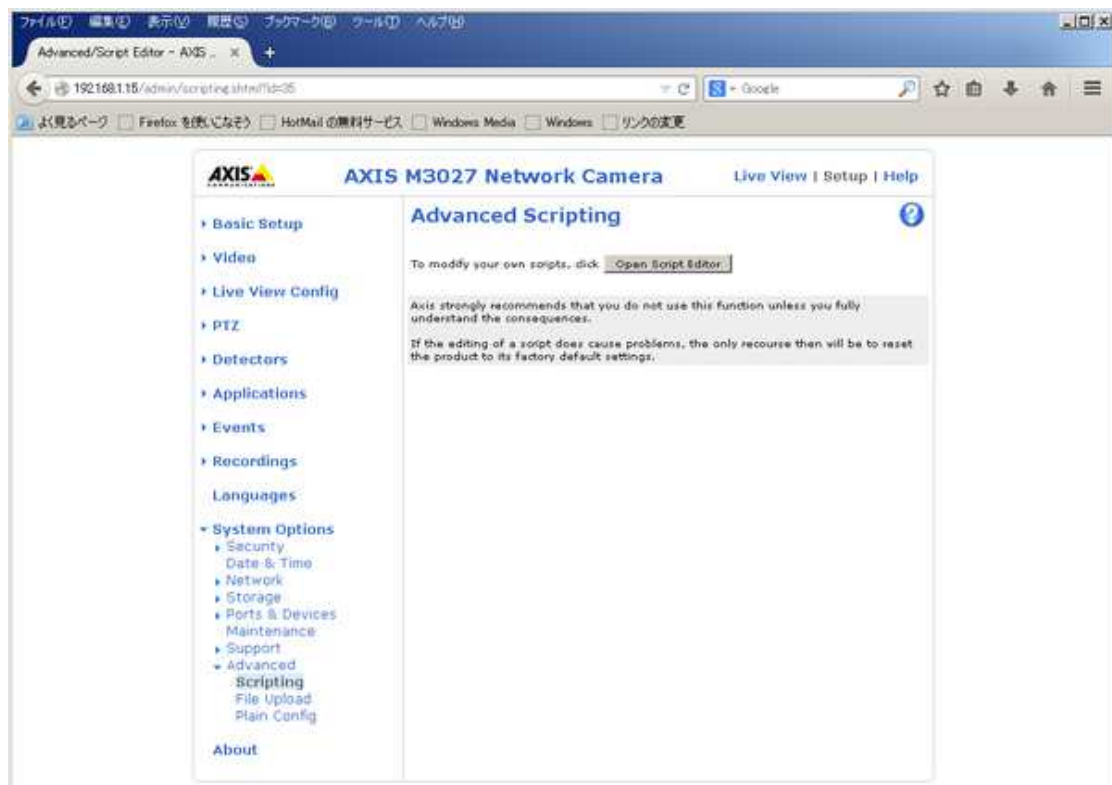 ファイル(F) 編集(E) 表示(V) 履歴(S) ブックマーク(B) ツール(T) ヘルプ(H)
Advanced/Script Editor - AXIS ... × +
192.168.1.15/admin/scripting.shtml?id=35
Google
よく見るページ Firefox を使いこなそう HotMail の無料サービス Windows Media Windows リンクの変更
AXIS
COMMUNICATIONS
AXIS M3027 Network Camera
Live View | Setup | Help
Basic Setup
Video
Live View Config
PTZ
Detectors
Applications
Events
Recordings
Languages
System Options
Security
Date & Time
Network
Storage
Ports & Devices
Maintenance
Support
Advanced
Scripting
File Upload
Plain Config
About
Advanced Scripting
?
To modify your own scripts, click Open Script Editor
Axis strongly recommends that you do not use this function unless you fully
understand the consequences.
If the editing of a script does cause problems, the only recourse then will be to reset
the product to its factory default settings.